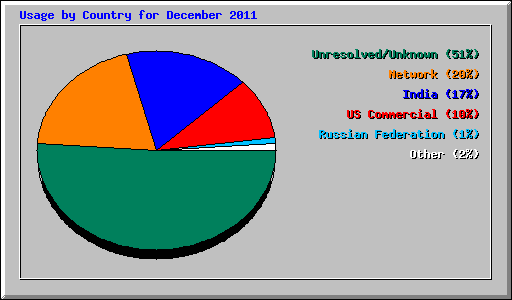 Usage by Country for December 2011
Unresolved/Unknown (51%)
Network (20%)
India (17%)
US Commercial (10%)
Russian Federation (1%)
Other (2%)